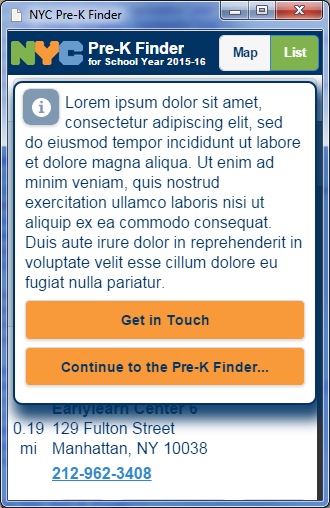 NYC Pre-K Finder
NYC Pre-K Finder
for School Year 2015-16
Map
List
Lorem ipsum dolor sit amet,
consectetur adipiscing elit, sed
do eiusmod tempor incididunt ut labore
et dolore magna aliqua. Ut enim ad
minim veniam, quis nostrud
exercitation ullamco laboris nisi ut
aliquip ex ea commodo consequat.
Duis aute irure dolor in reprehenderit in
voluptate velit esse cillum dolore eu
fugiat nulla pariatur.
Get in Touch
Continue to the Pre-K Finder...
Earlylearn Center 6
0.19 129 Fulton Street
mi Manhattan, NY 10038
212-962-3408